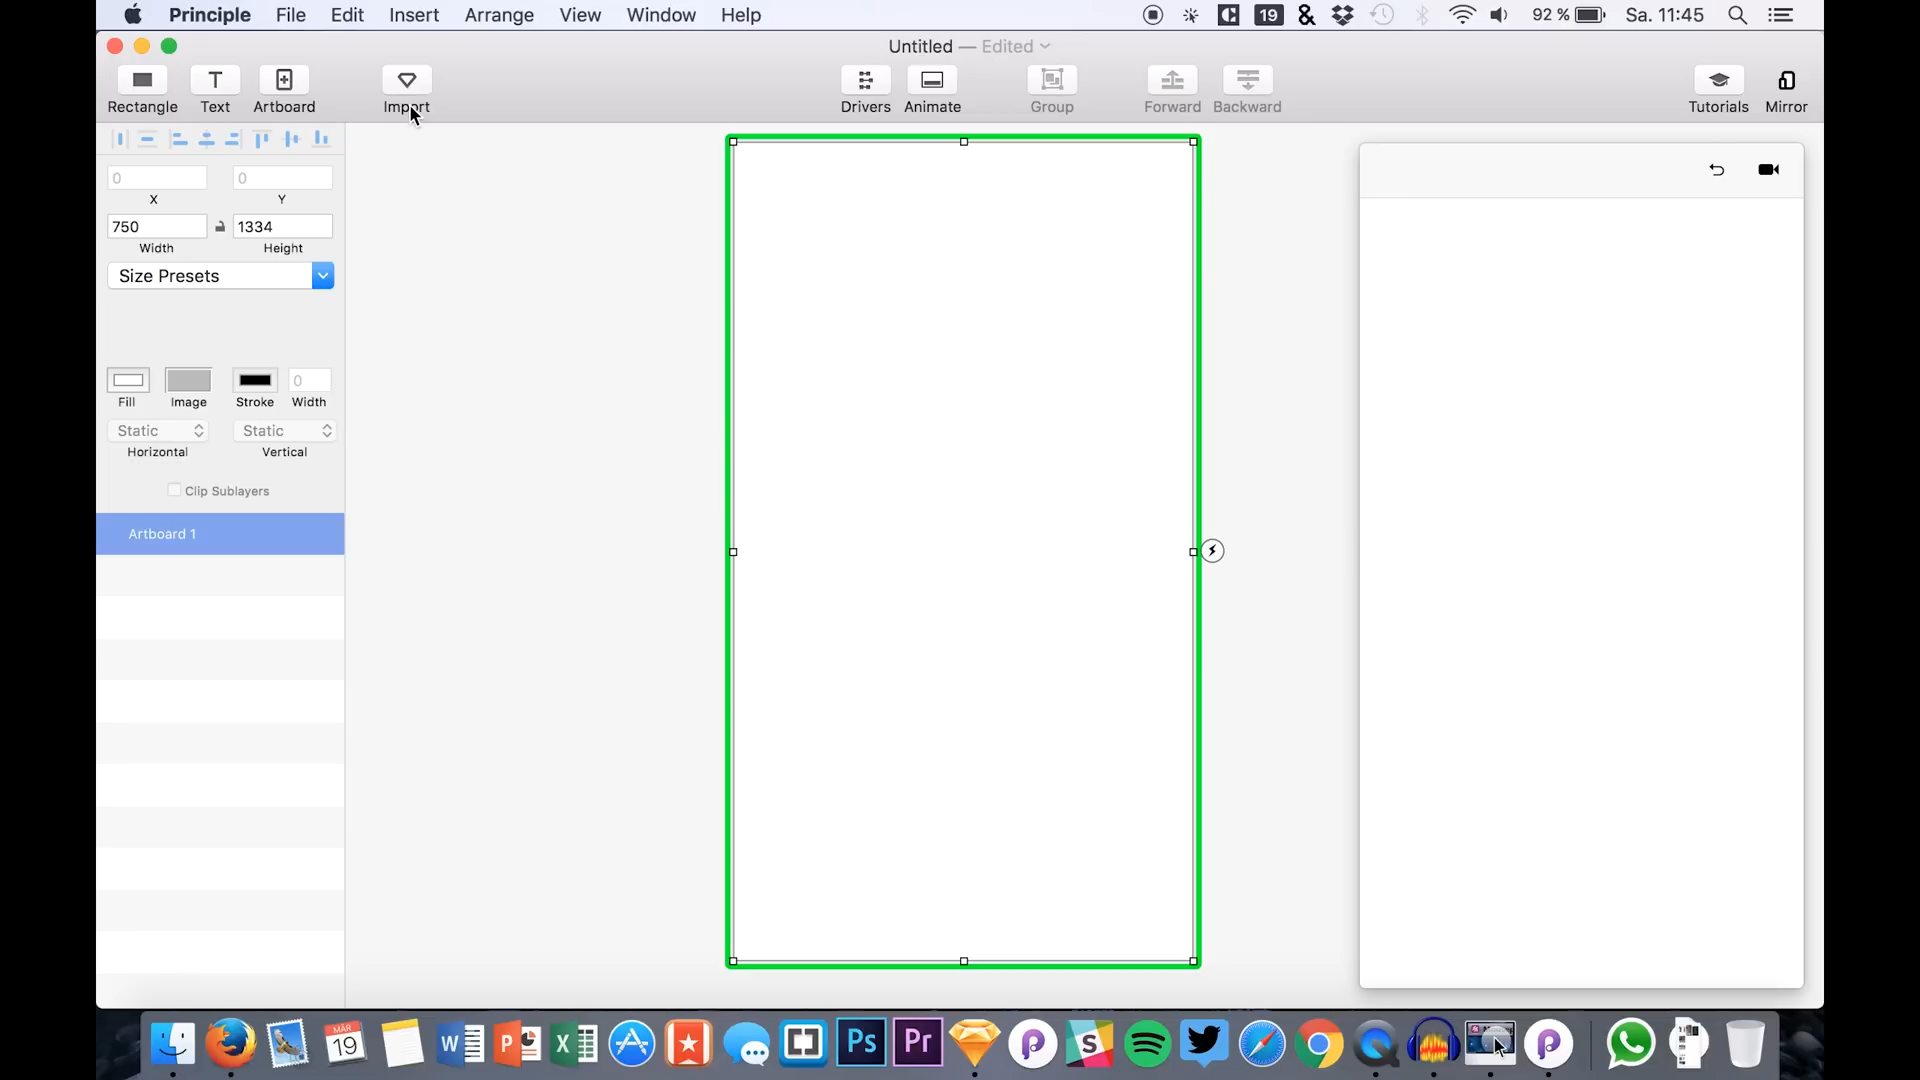 Principle File Edit Insert Arrange View Window Help 19 & 92 % Sa. 11:45
Untitled — Edited
Rectangle Text Artboard Import Drivers Animate Group Forward Backward Tutorials Mirror
0 0
X Y
750 1334
Width Height
Size Presets
0
Fill Image Stroke Width
Static Static
Horizontal Vertical
Clip Sublayers
Artboard 1
MÄR
19
W P X Ps Pr P S P